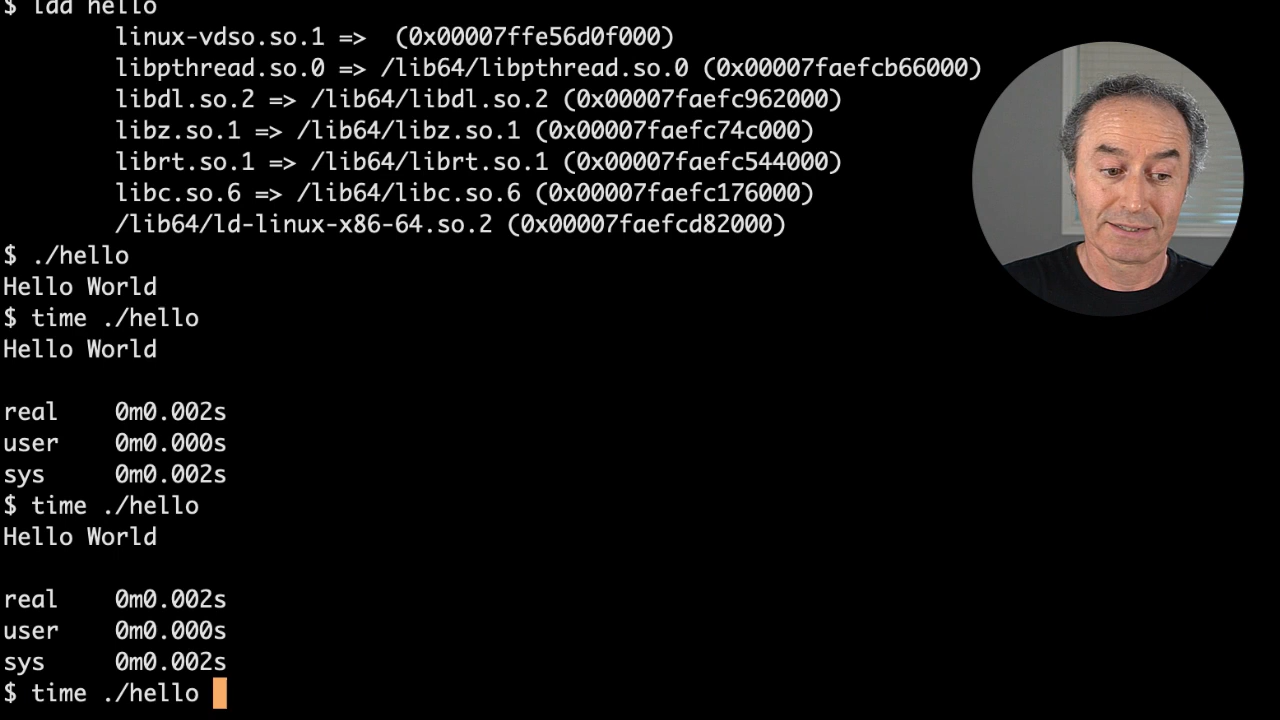 $ ldd hello
linux-vdso.so.1 =>  (0x00007ffe56d0f000)
libpthread.so.0 => /lib64/libpthread.so.0 (0x00007faefcb66000)
libdl.so.2 => /lib64/libdl.so.2 (0x00007faefc962000)
libz.so.1 => /lib64/libz.so.1 (0x00007faefc74c000)
librt.so.1 => /lib64/librt.so.1 (0x00007faefc544000)
libc.so.6 => /lib64/libc.so.6 (0x00007faefc176000)
/lib64/ld-linux-x86-64.so.2 (0x00007faefcd82000)
$ ./hello
Hello World
$ time ./hello
Hello World
real 0m0.002s
user 0m0.000s
sys 0m0.002s
$ time ./hello
Hello World
real 0m0.002s
user 0m0.000s
sys 0m0.002s
$ time ./hello